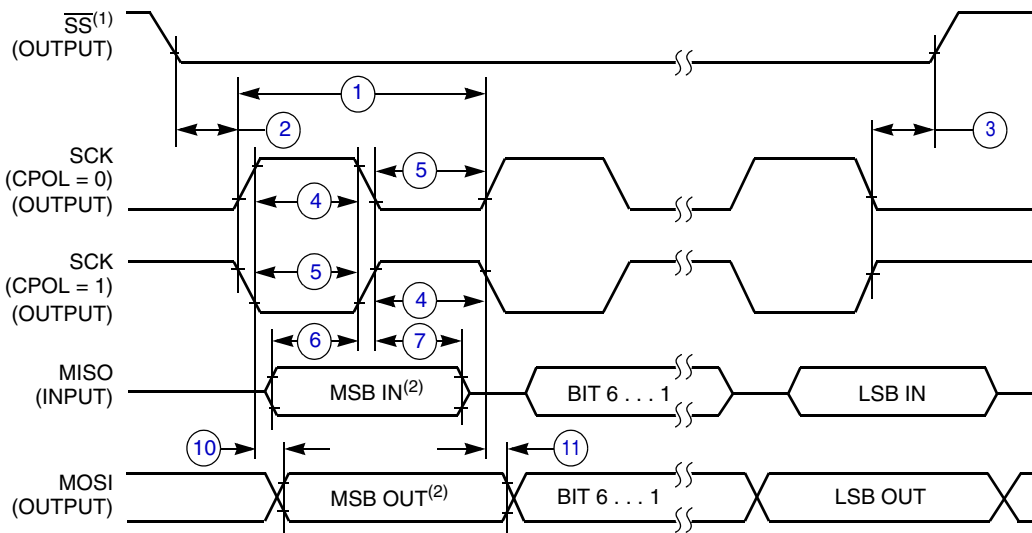 SS(1)
(OUTPUT)
1
2
3
SCK
(CPOL = 0)
(OUTPUT)
5
4
SCK
(CPOL = 1)
(OUTPUT)
5
4
6
7
MISO
(INPUT)
MSB IN(2)
BIT 6 . . . 1
LSB IN
10
11
MOSI
(OUTPUT)
MSB OUT(2)
BIT 6 . . . 1
LSB OUT